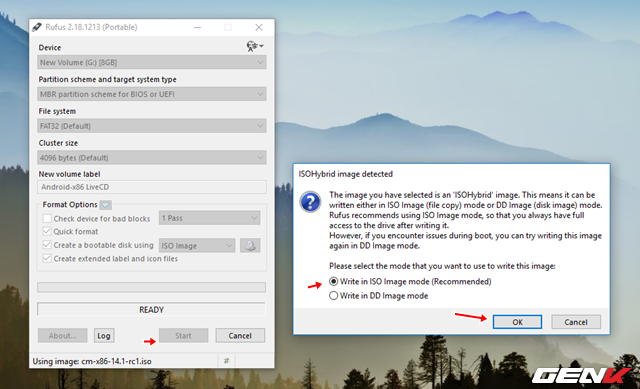 Rufus 2.18.1213 (Portable)
Device
New Volume (G:) [8GB]
Partition scheme and target system type
MBR partition scheme for BIOS or UEFI
File system
FAT32 (Default)
Cluster size
4096 bytes (Default)
New volume label
Android-x86 LiveCD
Format Options
Check device for bad blocks 1 Pass
Quick format
Create a bootable disk using ISO Image
Create extended label and icon files
READY
About... Log Start Cancel
Using image: cm-x86-14.1-rc1.iso #
ISOHybrid image detected
The image you have selected is an 'ISOHybrid' image. This means it can be
written either in ISO Image (file copy) mode or DD Image (disk image) mode.
Rufus recommends using ISO Image mode, so that you always have full
access to the drive after writing it.
However, if you encounter issues during boot, you can try writing this image
again in DD Image mode.
Please select the mode that you want to use to write this image:
Write in ISO Image mode (Recommended)
Write in DD Image mode
OK Cancel
GENK